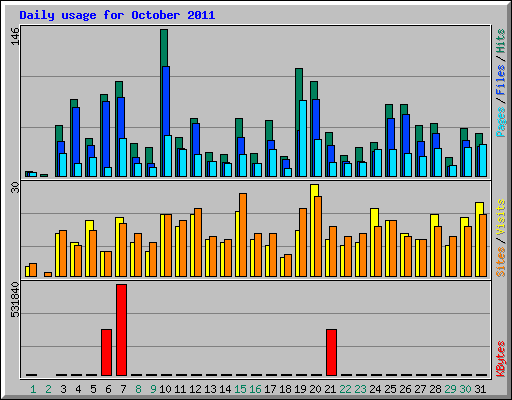 Daily usage for October 2011
146
Pages / Files / Hits
30
Sites / Visits
531840
KBytes
1 2 3 4 5 6 7 8 9 10 11 12 13 14 15 16 17 18 19 20 21 22 23 24 25 26 27 28 29 30 31